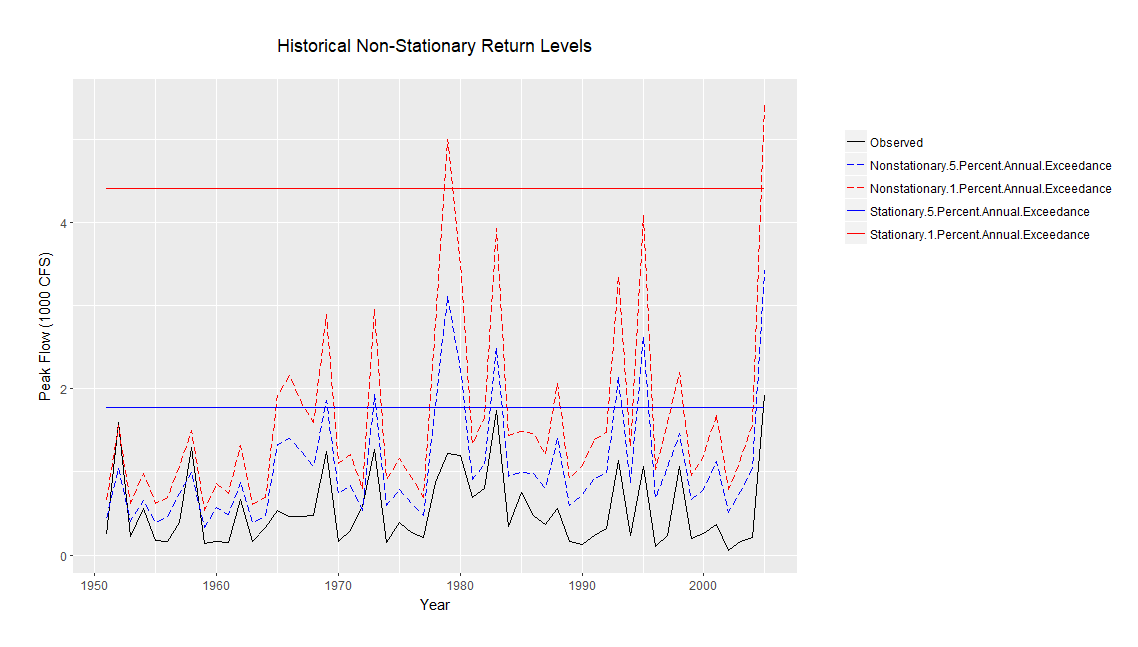 Historical Non-Stationary Return Levels
Peak Flow (1000 CFS)
4
2
0
1950 1960 1970 1980 1990 2000
Year
Observed
Nonstationary.5.Percent.Annual.Exceedance
Nonstationary.1.Percent.Annual.Exceedance
Stationary.5.Percent.Annual.Exceedance
Stationary.1.Percent.Annual.Exceedance